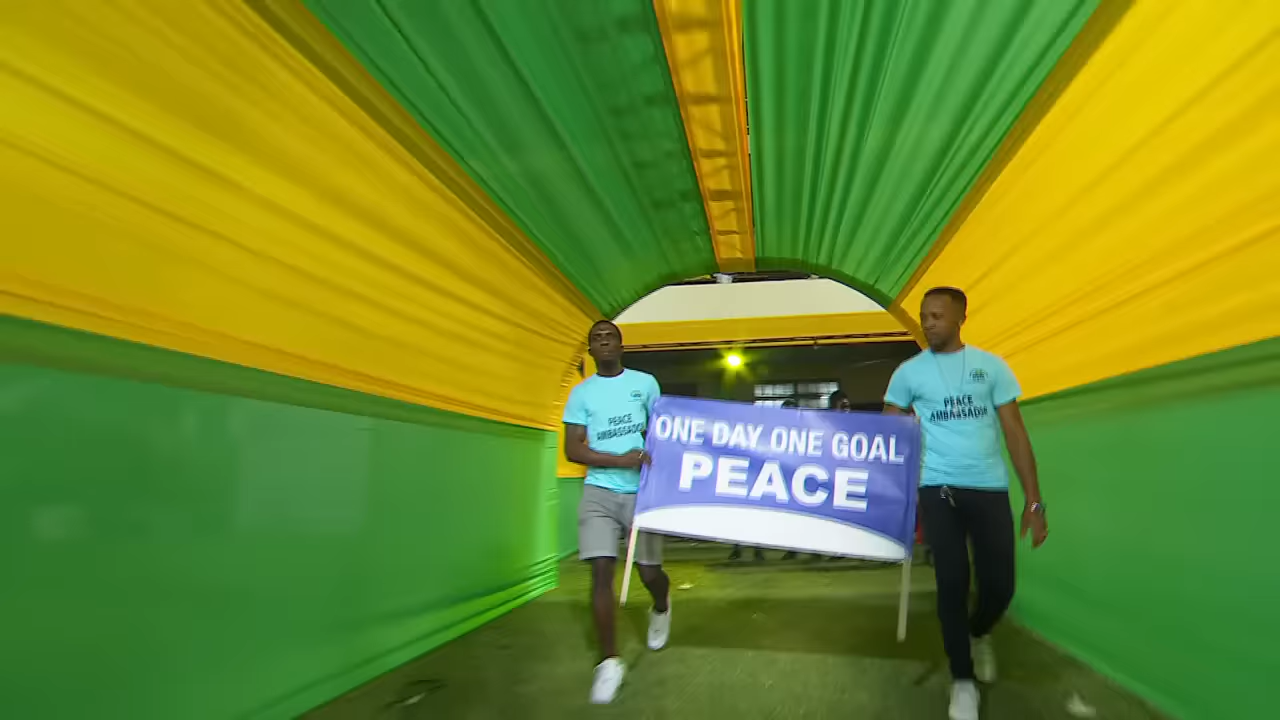 PEACE
AMBASSADOR
ONE DAY ONE GOAL
PEACE
PEACE
AMBASSADOR